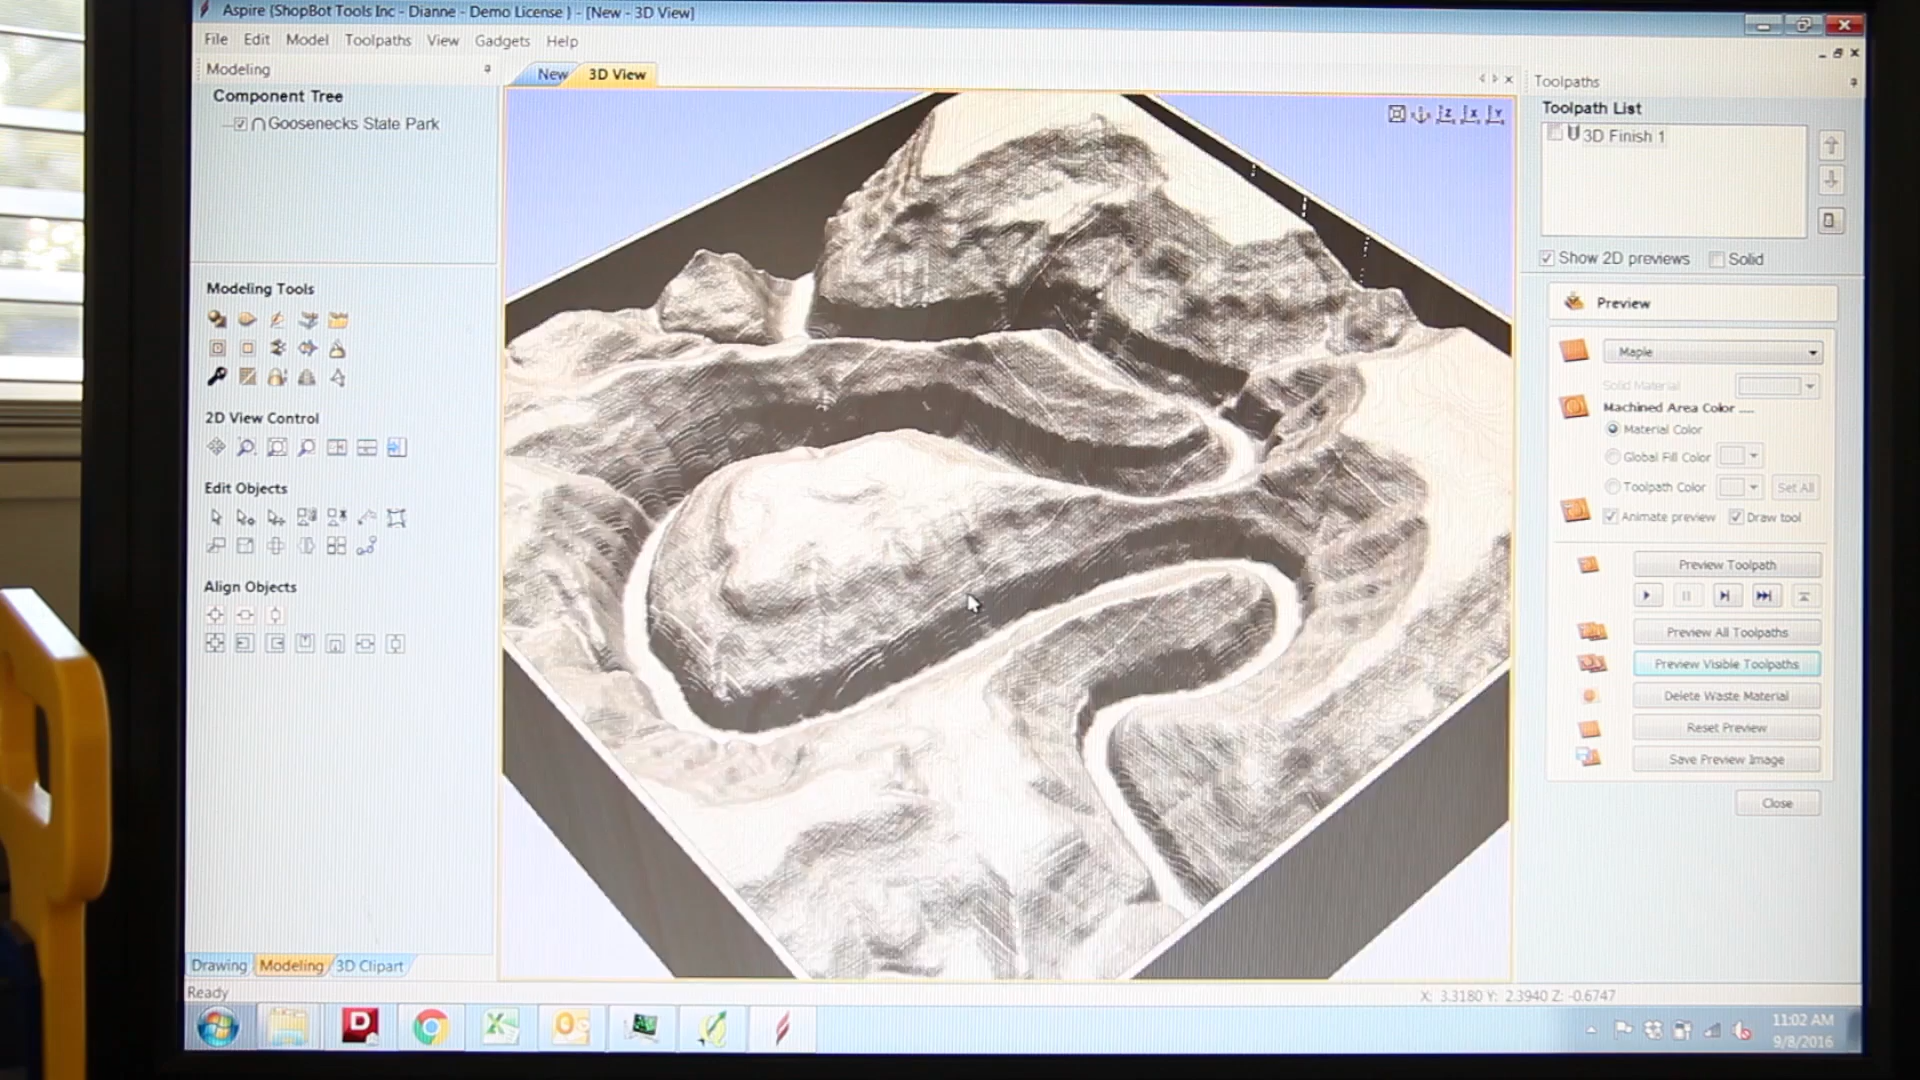 Aspire (ShopBot Tools Inc - Dianne - Demo License ) - [New - 3D View]
File Edit Model Toolpaths View Gadgets Help
Modeling
Component Tree
Goosenecks State Park
Modeling Tools
2D View Control
Edit Objects
Align Objects
Drawing Modeling 3D Clipart
Ready
New 3D View
Z X Y
Toolpaths
Toolpath List
3D Finish 1
Show 2D previews Solid
Preview
Maple
Solid Material
Machined Area Color ....
Material Color
Global Fill Color
Toolpath Color Set All
Animate preview Draw tool
Preview Toolpath
Preview All Toolpaths
Preview Visible Toolpaths
Delete Waste Material
Reset Preview
Save Preview Image
Close
X: 3.3180 Y: 2.3940 Z: -0.6747
D
11:02 AM
9/8/2016